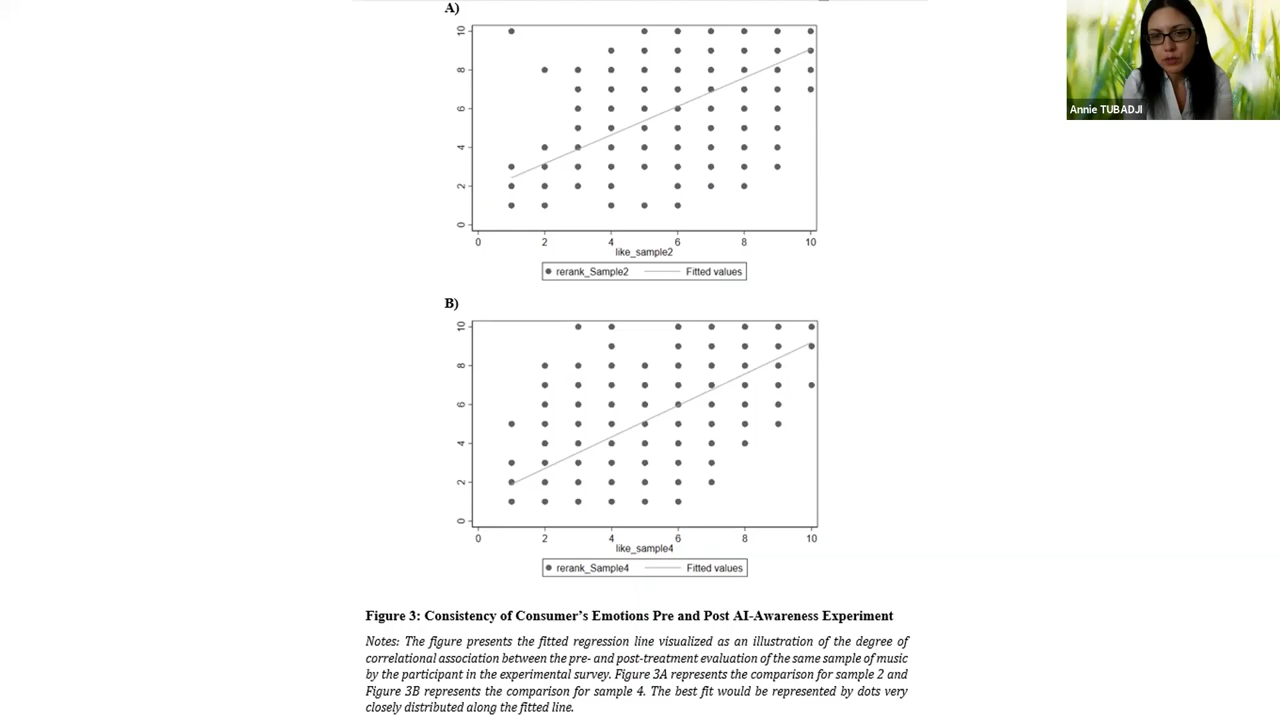 A)
10
8
6
4
2
0
0 2 4 6 8 10
like_sample2
rerank_Sample2 Fitted values
B)
10
8
6
4
2
0
0 2 4 6 8 10
like_sample4
rerank_Sample4 Fitted values
Figure 3: Consistency of Consumer’s Emotions Pre and Post AI-Awareness Experiment
Notes: The figure presents the fitted regression line visualized as an illustration of the degree of
correlational association between the pre- and post-treatment evaluation of the same sample of music
by the participant in the experimental survey. Figure 3A represents the comparison for sample 2 and
Figure 3B represents the comparison for sample 4. The best fit would be represented by dots very
closely distributed along the fitted line.
Annie TUBADJI